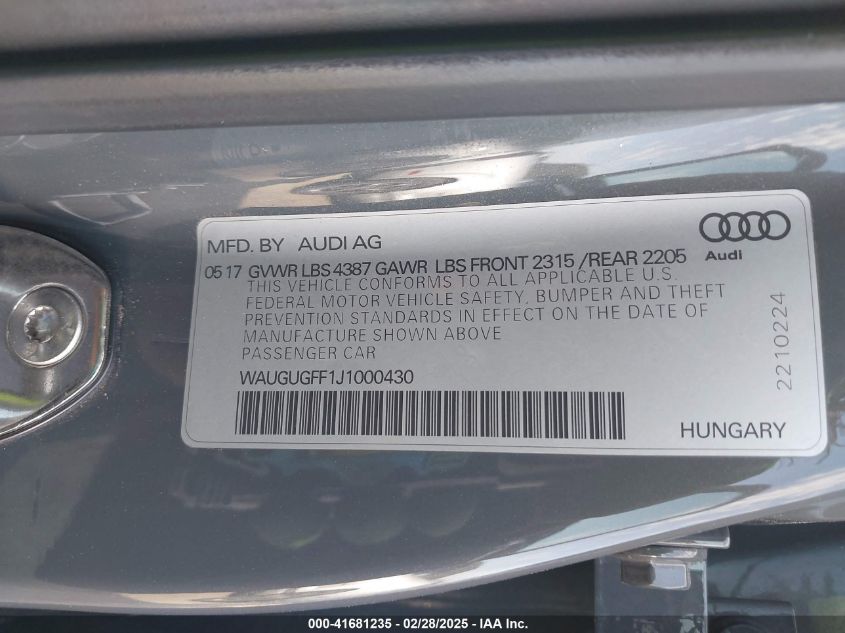 MFD. BY AUDI AG
Audi
05 17 GVWR LBS 4387 GAWR LBS FRONT 2315 /REAR 2205
THIS VEHICLE CONFORMS TO ALL APPLICABLE U.S.
FEDERAL MOTOR VEHICLE SAFETY, BUMPER AND THEFT
PREVENTION STANDARDS IN EFFECT ON THE DATE OF
MANUFACTURE SHOWN ABOVE
PASSENGER CAR
WAUGUGFF1J1000430
HUNGARY
2210224
000-41681235 - 02/28/2025 - IAA Inc.